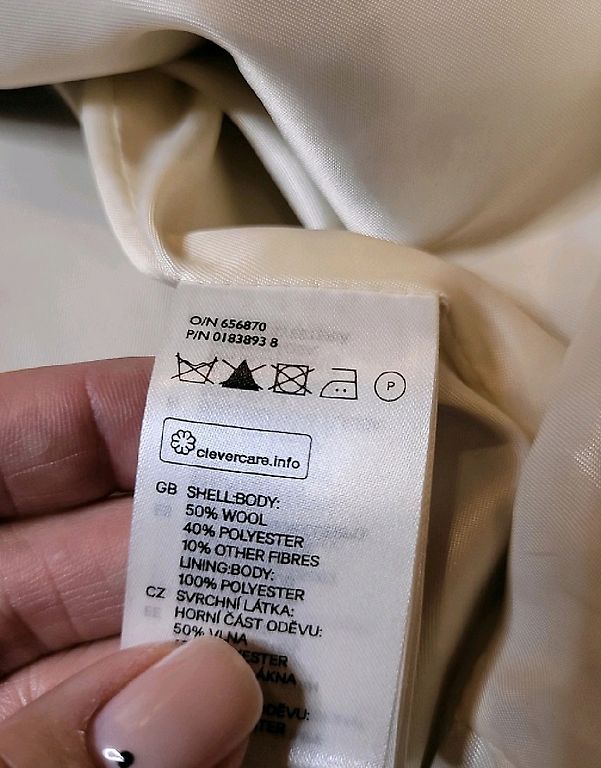 O/N 656870
P/N 0183893 8
P
clevercare.info
GB SHELL:BODY:
50% WOOL
40% POLYESTER
10% OTHER FIBRES
LINING:BODY:
100% POLYESTER
CZ SVRCHNÍ LÁTKA:
HORNÍ ČÁST ODĚVU:
50% VLNA